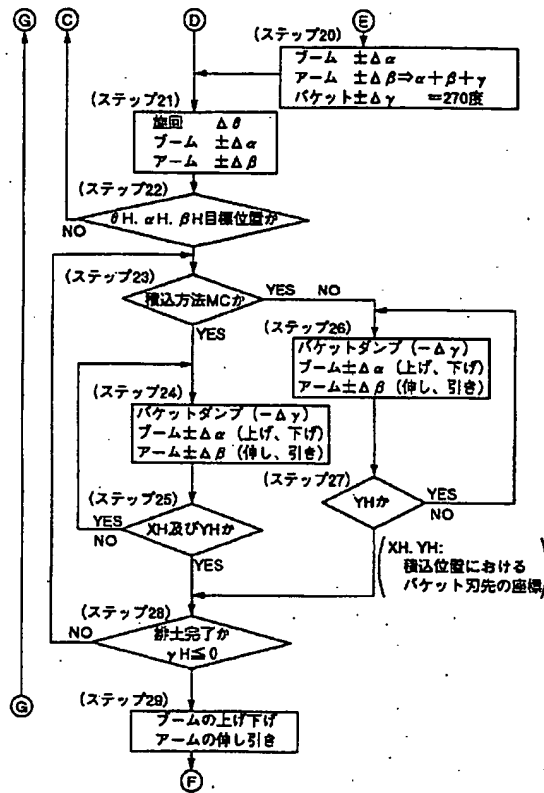 G
C
D
E
(ステップ20)
ブーム ±Δα
アーム ±Δβ⇒α+β+γ
バケット±Δγ =270度
(ステップ21)
旋回 Δθ
ブーム ±Δα
アーム ±Δβ
(ステップ22)
θH、αH、βH目標位置か
NO
(ステップ23)
積込方法MCか
YES NO
YES
(ステップ26)
バケットダンプ(-Δγ)
ブーム±Δα(上げ、下げ)
アーム±Δβ(伸し、引き)
(ステップ24)
バケットダンプ(-Δγ)
ブーム±Δα(上げ、下げ)
アーム±Δβ(伸し、引き)
(ステップ27)
YHか
YES
NO
(ステップ25)
XH及びYHか
YES
NO
YES
XH、YH:
積込位置における
バケット刃先の座標
(ステップ28)
排土完了か
γH≦0
NO
G
(ステップ29)
ブームの上げ下げ
アームの伸し引き
F